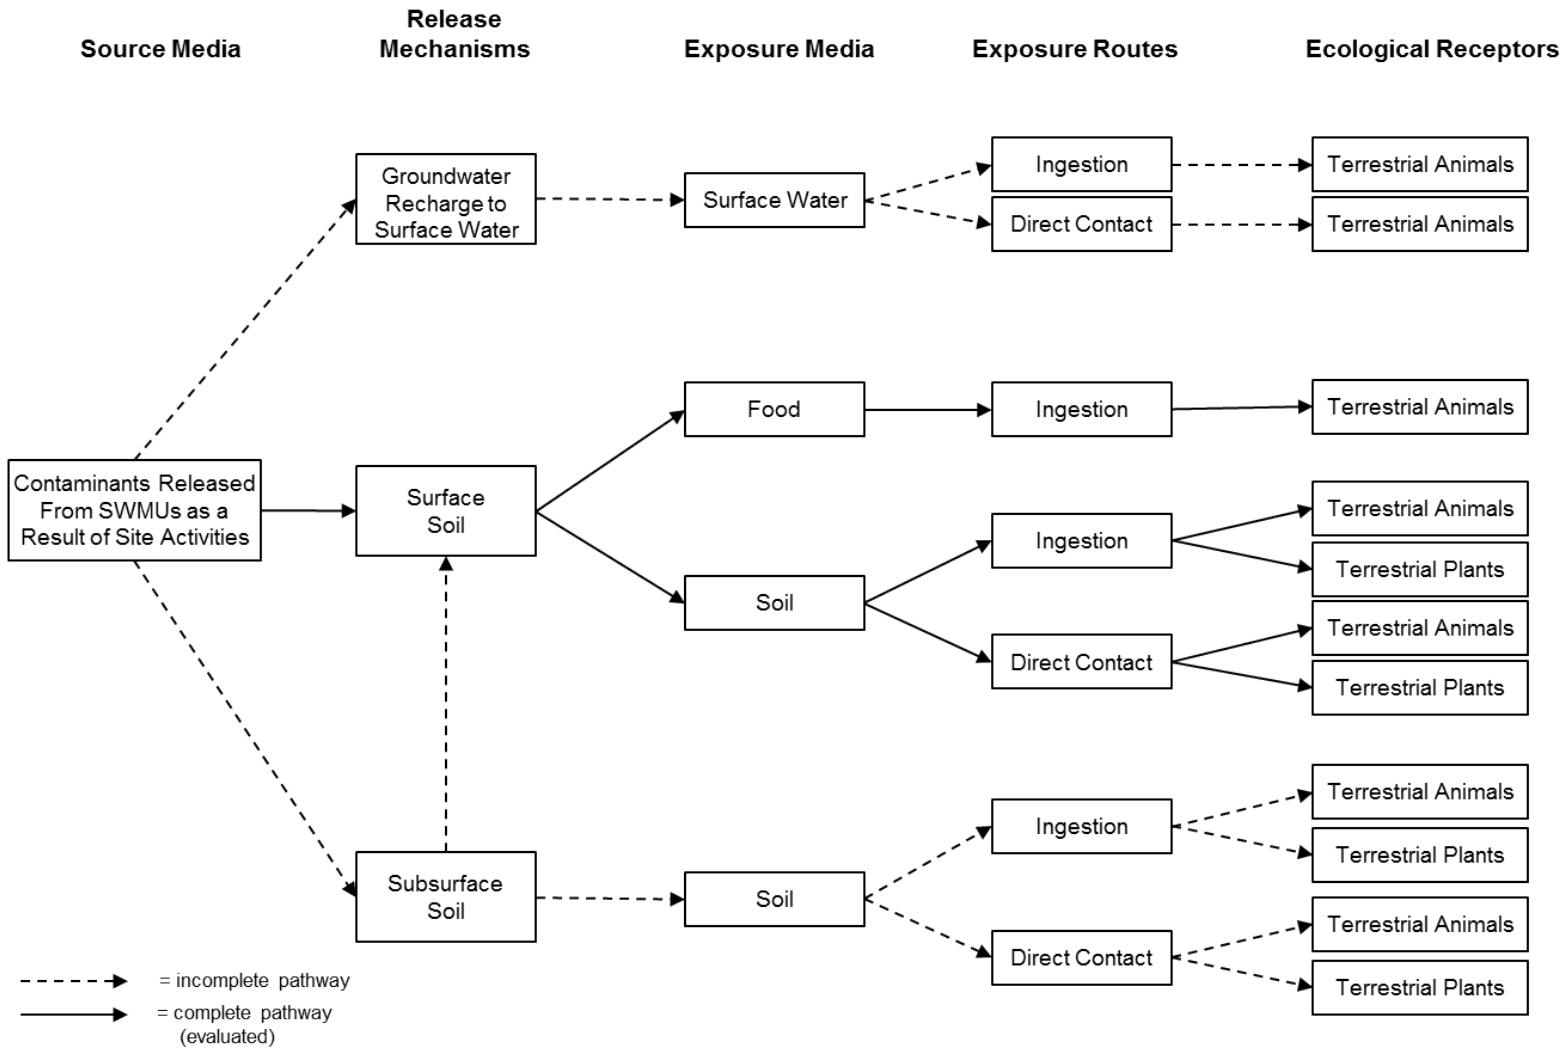 Source Media
Release
Mechanisms
Exposure Media
Exposure Routes
Ecological Receptors
Groundwater
Recharge to
Surface Water
Surface Water
Ingestion
Terrestrial Animals
Direct Contact
Terrestrial Animals
Contaminants Released
From SWMUs as a
Result of Site Activities
Surface
Soil
Food
Ingestion
Terrestrial Animals
Soil
Ingestion
Terrestrial Animals
Terrestrial Plants
Direct Contact
Terrestrial Animals
Terrestrial Plants
Subsurface
Soil
Soil
Ingestion
Terrestrial Animals
Terrestrial Plants
Direct Contact
Terrestrial Animals
Terrestrial Plants
= incomplete pathway
= complete pathway
(evaluated)